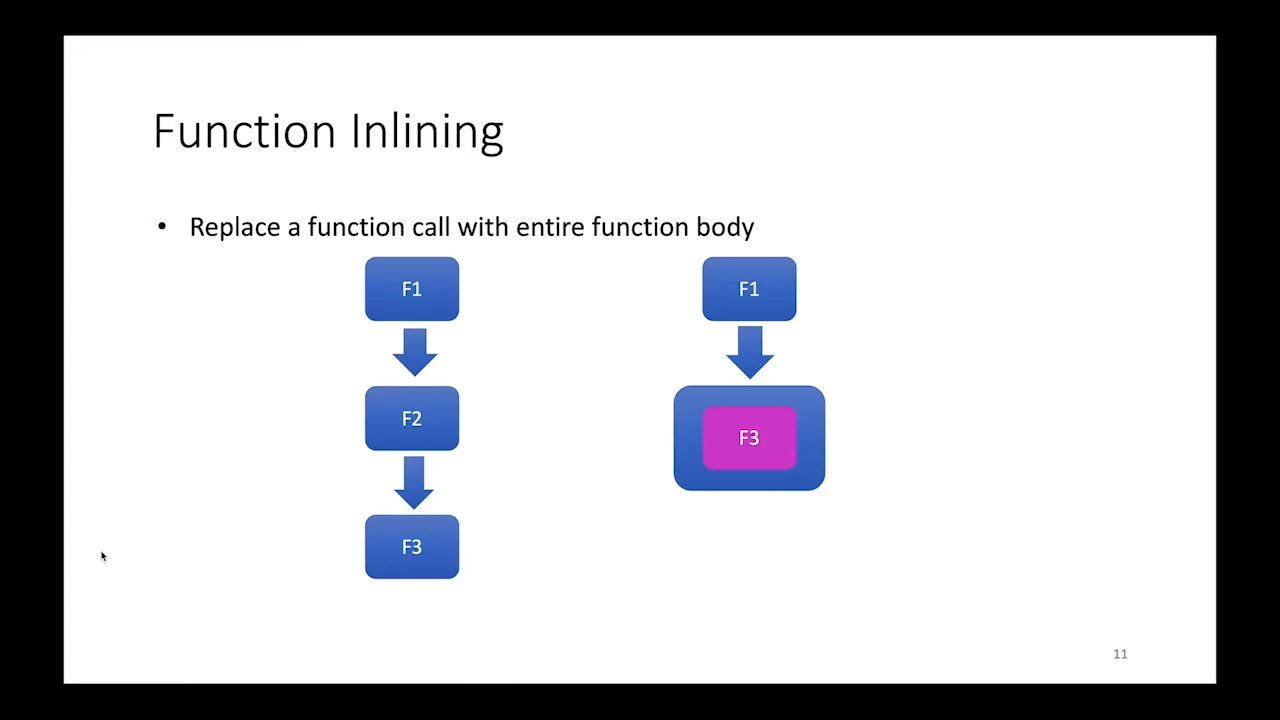 Function Inlining
• Replace a function call with entire function body
F1
F2
F3
F1
F3
11